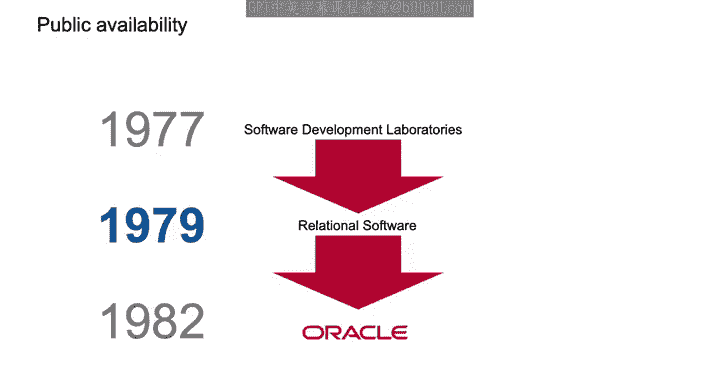 Public availability
1977
Software Development Laboratories
1979
Relational Software
1982
ORACLE